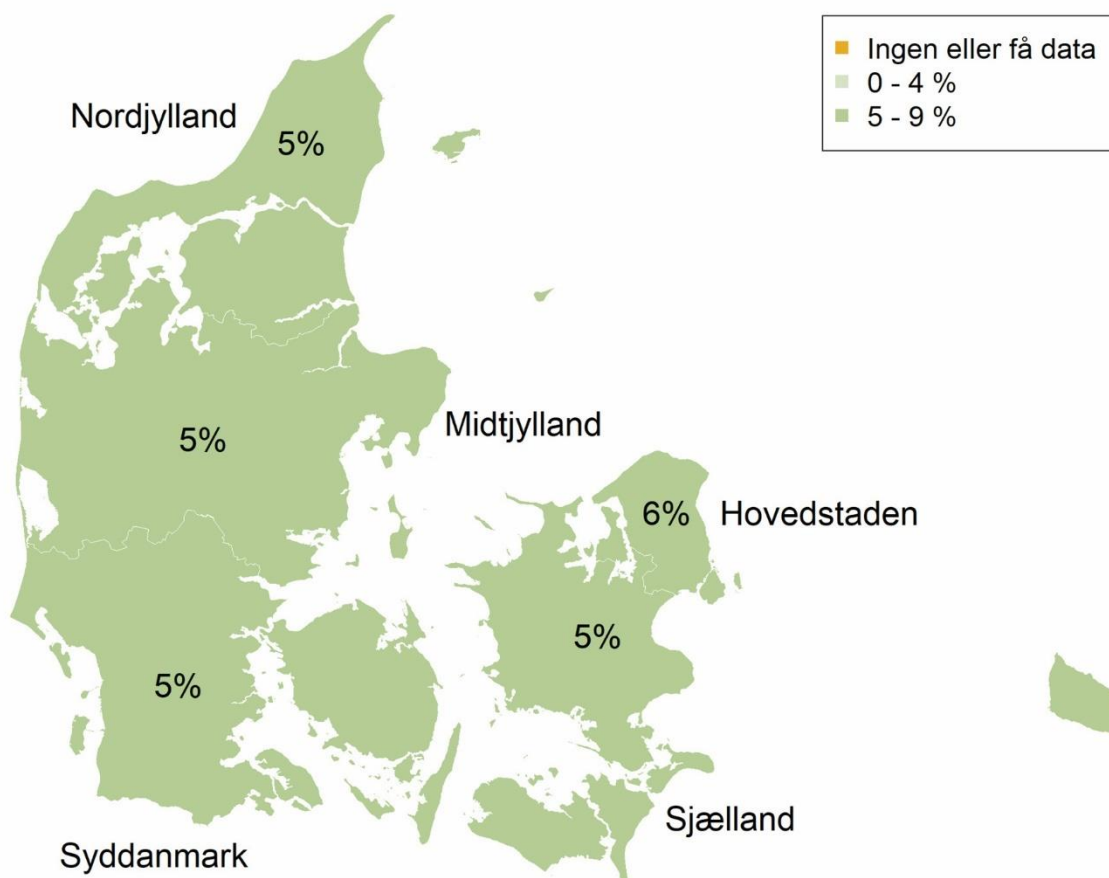 Ingen eller få data
0 - 4 %
5 - 9 %
Nordjylland
5%
Midtjylland
5%
6%
Hovedstaden
5%
5%
Sjælland
Syddanmark